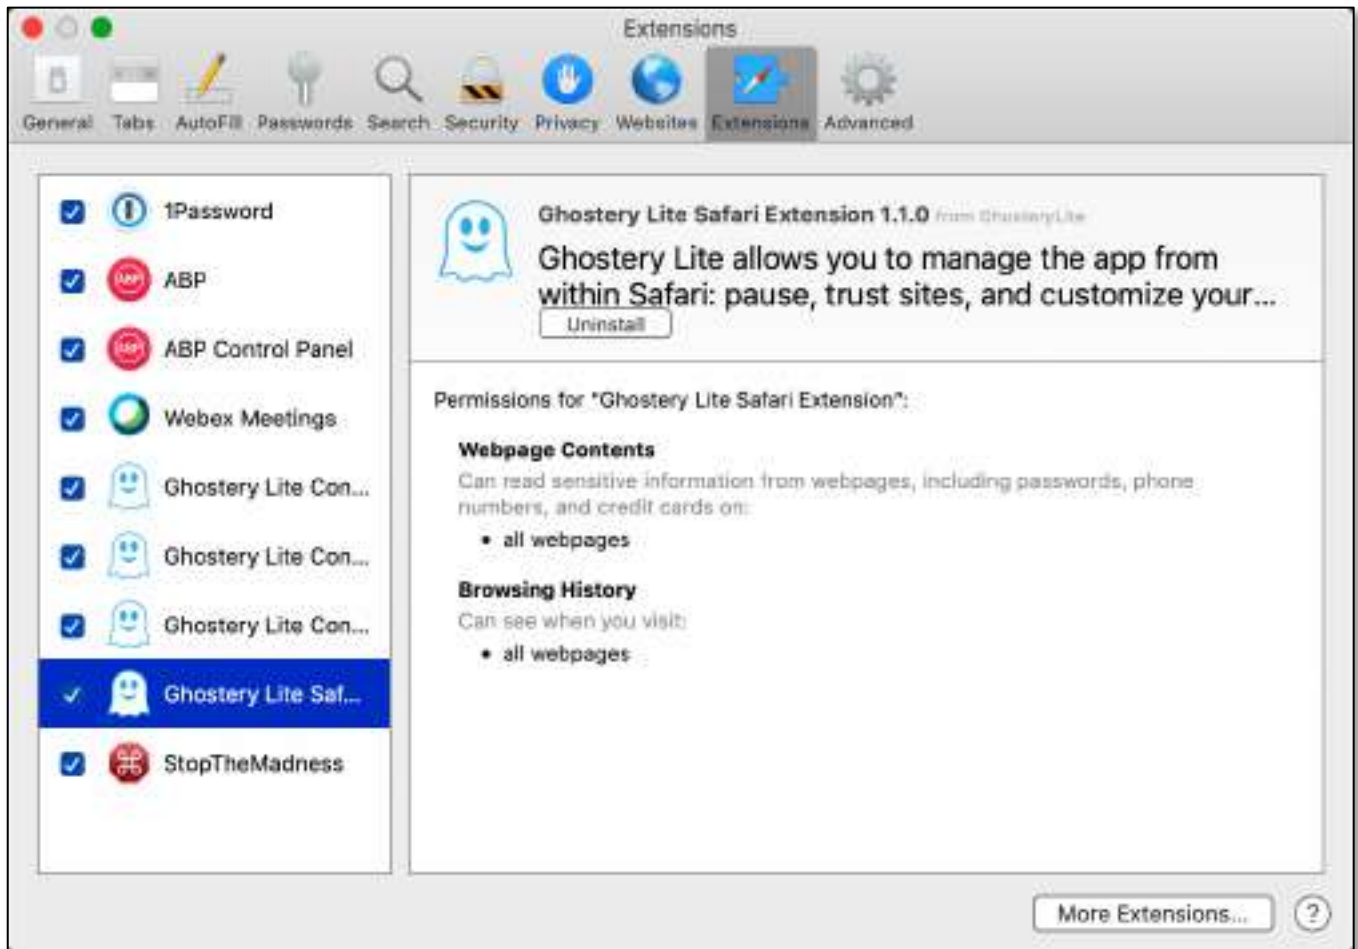 Extensions
General Tabs AutoFill Passwords Search Security Privacy Websites Extensions Advanced
1Password
ABP
ABP Control Panel
Webex Meetings
Ghostery Lite Con...
Ghostery Lite Con...
Ghostery Lite Con...
Ghostery Lite Saf...
StopTheMadness
Ghostery Lite Safari Extension 1.1.0 from GhosteryLite
Ghostery Lite allows you to manage the app from
within Safari: pause, trust sites, and customize your...
Uninstall
Permissions for "Ghostery Lite Safari Extension":
Webpage Contents
Can read sensitive information from webpages, including passwords, phone
numbers, and credit cards on:
• all webpages
Browsing History
Can see when you visit:
• all webpages
More Extensions...
?